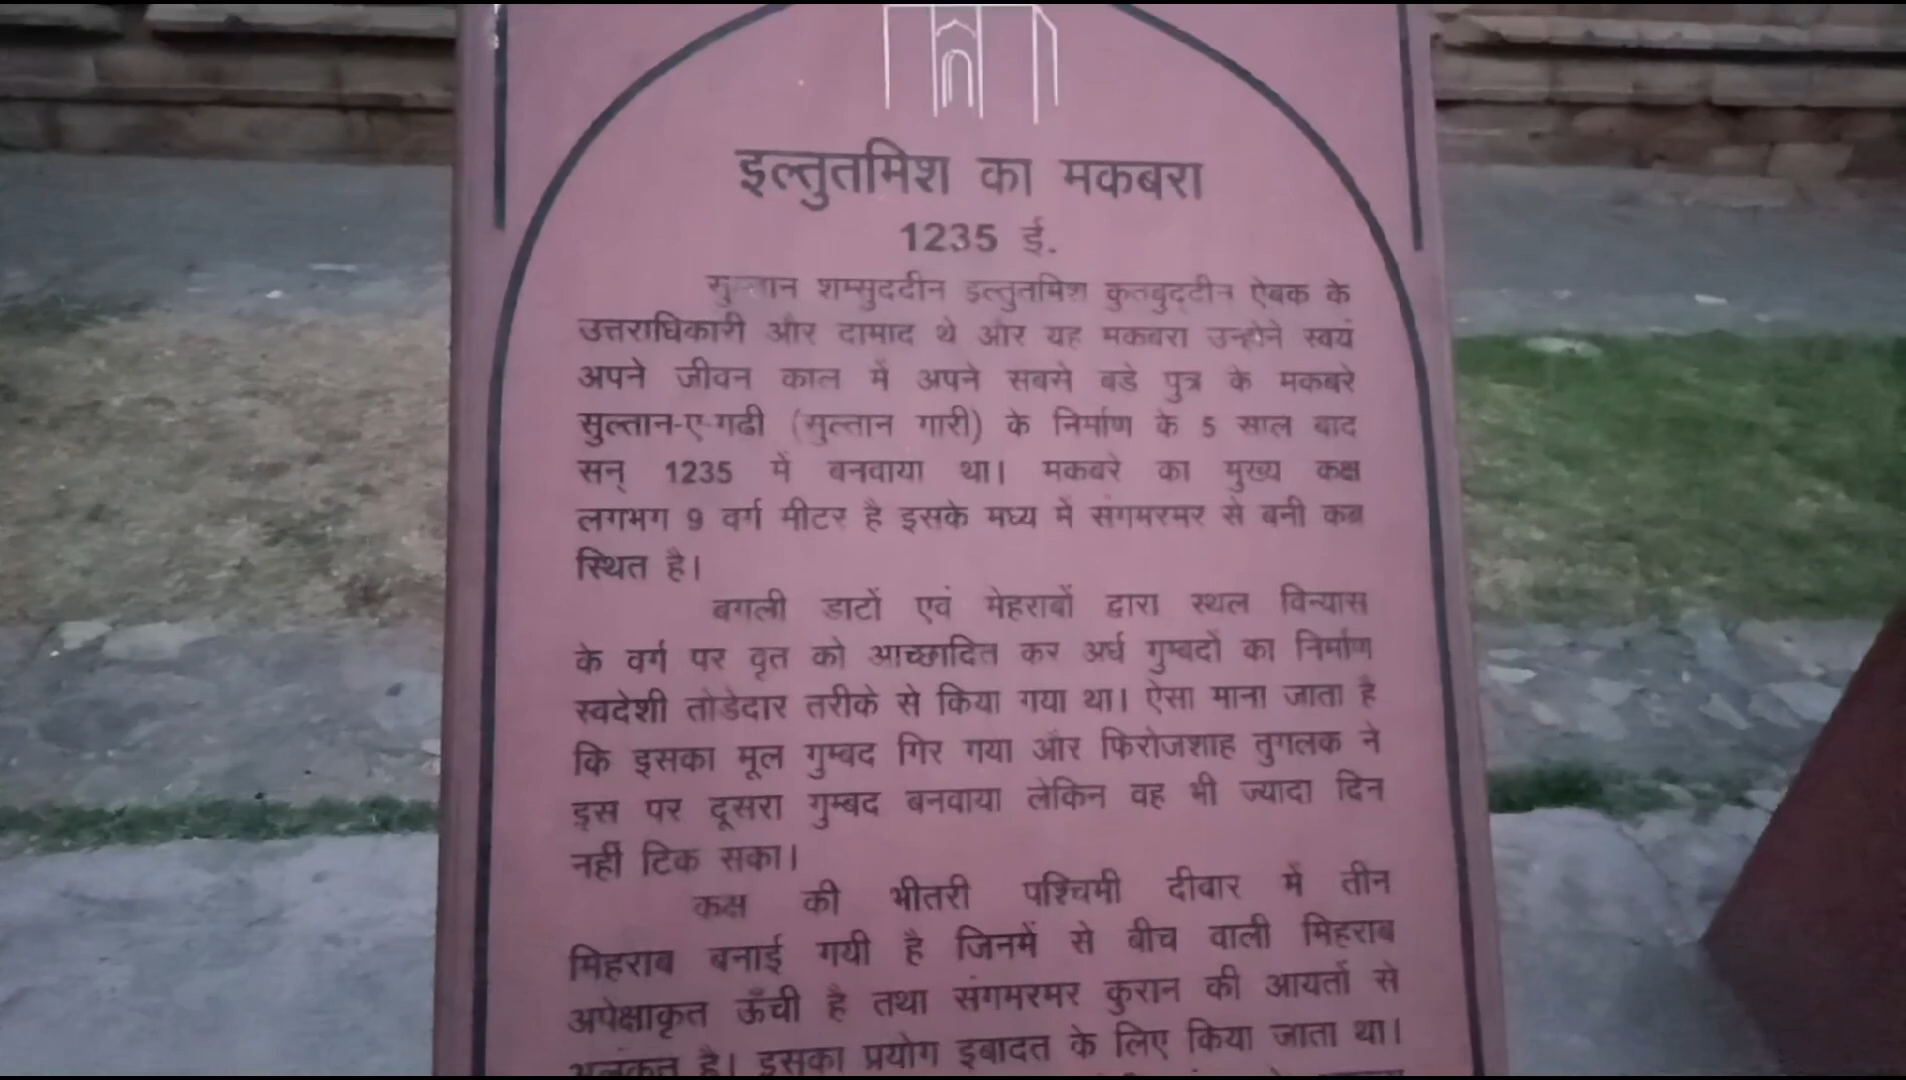 इल्तुतमिश का मकबरा
1235 ई.
सुल्तान शम्सुददीन इल्तुतमिश कुतबुद्दीन ऐबक के
उत्तराधिकारी और दामाद थे और यह मकबरा उन्होने स्वयं
अपने जीवन काल में अपने सबसे बडे पुत्र के मकबरे
सुल्तान-ए-गढी (सुल्तान गारी) के निर्माण के 5 साल बाद
सन् 1235 में बनवाया था। मकबरे का मुख्य कक्ष
लगभग 9 वर्ग मीटर है इसके मध्य में संगमरमर से बनी कब्र
स्थित है।
बगली डाटों एवं मेहराबों द्वारा स्थल विन्यास
के वर्ग पर वृत को आच्छादित कर अर्ध गुम्बदों का निर्माण
स्वदेशी तोडेदार तरीके से किया गया था। ऐसा माना जाता है
कि इसका मूल गुम्बद गिर गया और फिरोजशाह तुगलक ने
इस पर दूसरा गुम्बद बनवाया लेकिन वह भी ज्यादा दिन
नहीं टिक सका।
कक्ष की भीतरी पश्चिमी दीवार में तीन
मिहराब बनाई गयी है जिनमें से बीच वाली मिहराब
अपेक्षाकृत ऊँची है तथा संगमरमर कुरान की आयतों से
अलंकृत है। इसका प्रयोग इबादत के लिए किया जाता था।